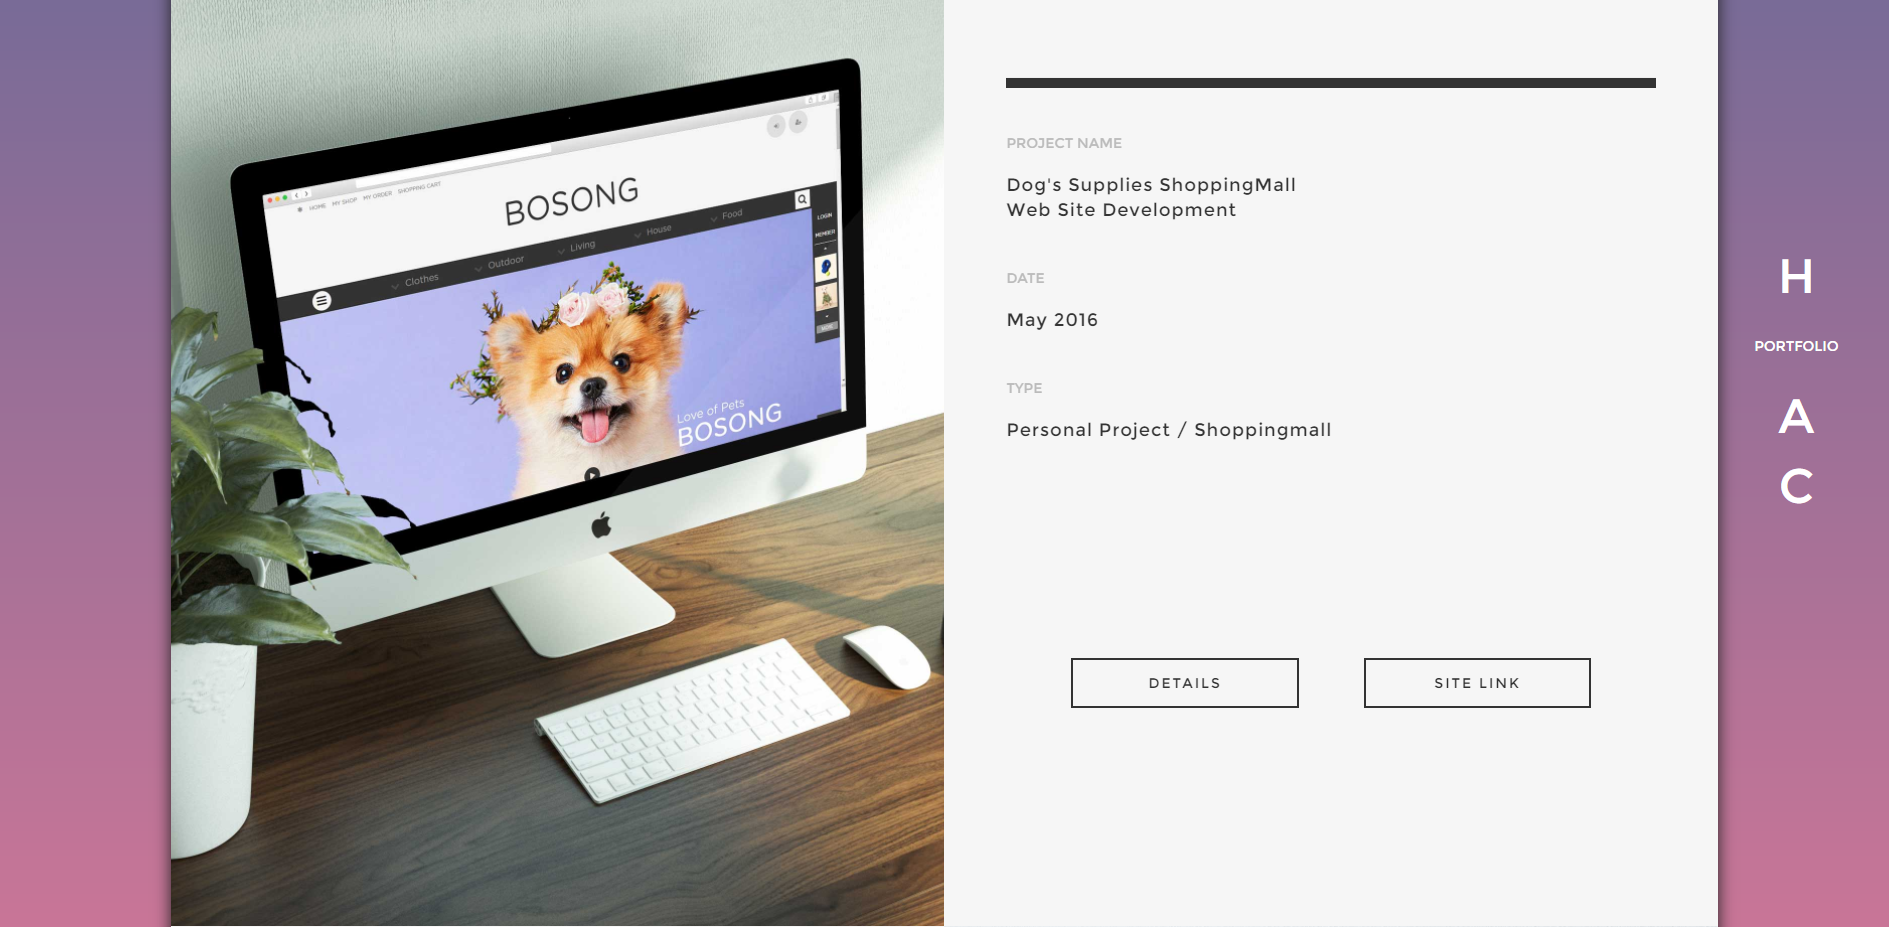 HOME MY SHOP MY ORDER SHOPPING CART
BOSONG
Clothes Outdoor Living House Food
LOGIN
MEMBER
Love of Pets
BOSONG
PROJECT NAME
Dog's Supplies ShoppingMall
Web Site Development
DATE
May 2016
TYPE
Personal Project / Shoppingmall
DETAILS SITE LINK
H
PORTFOLIO
A
C